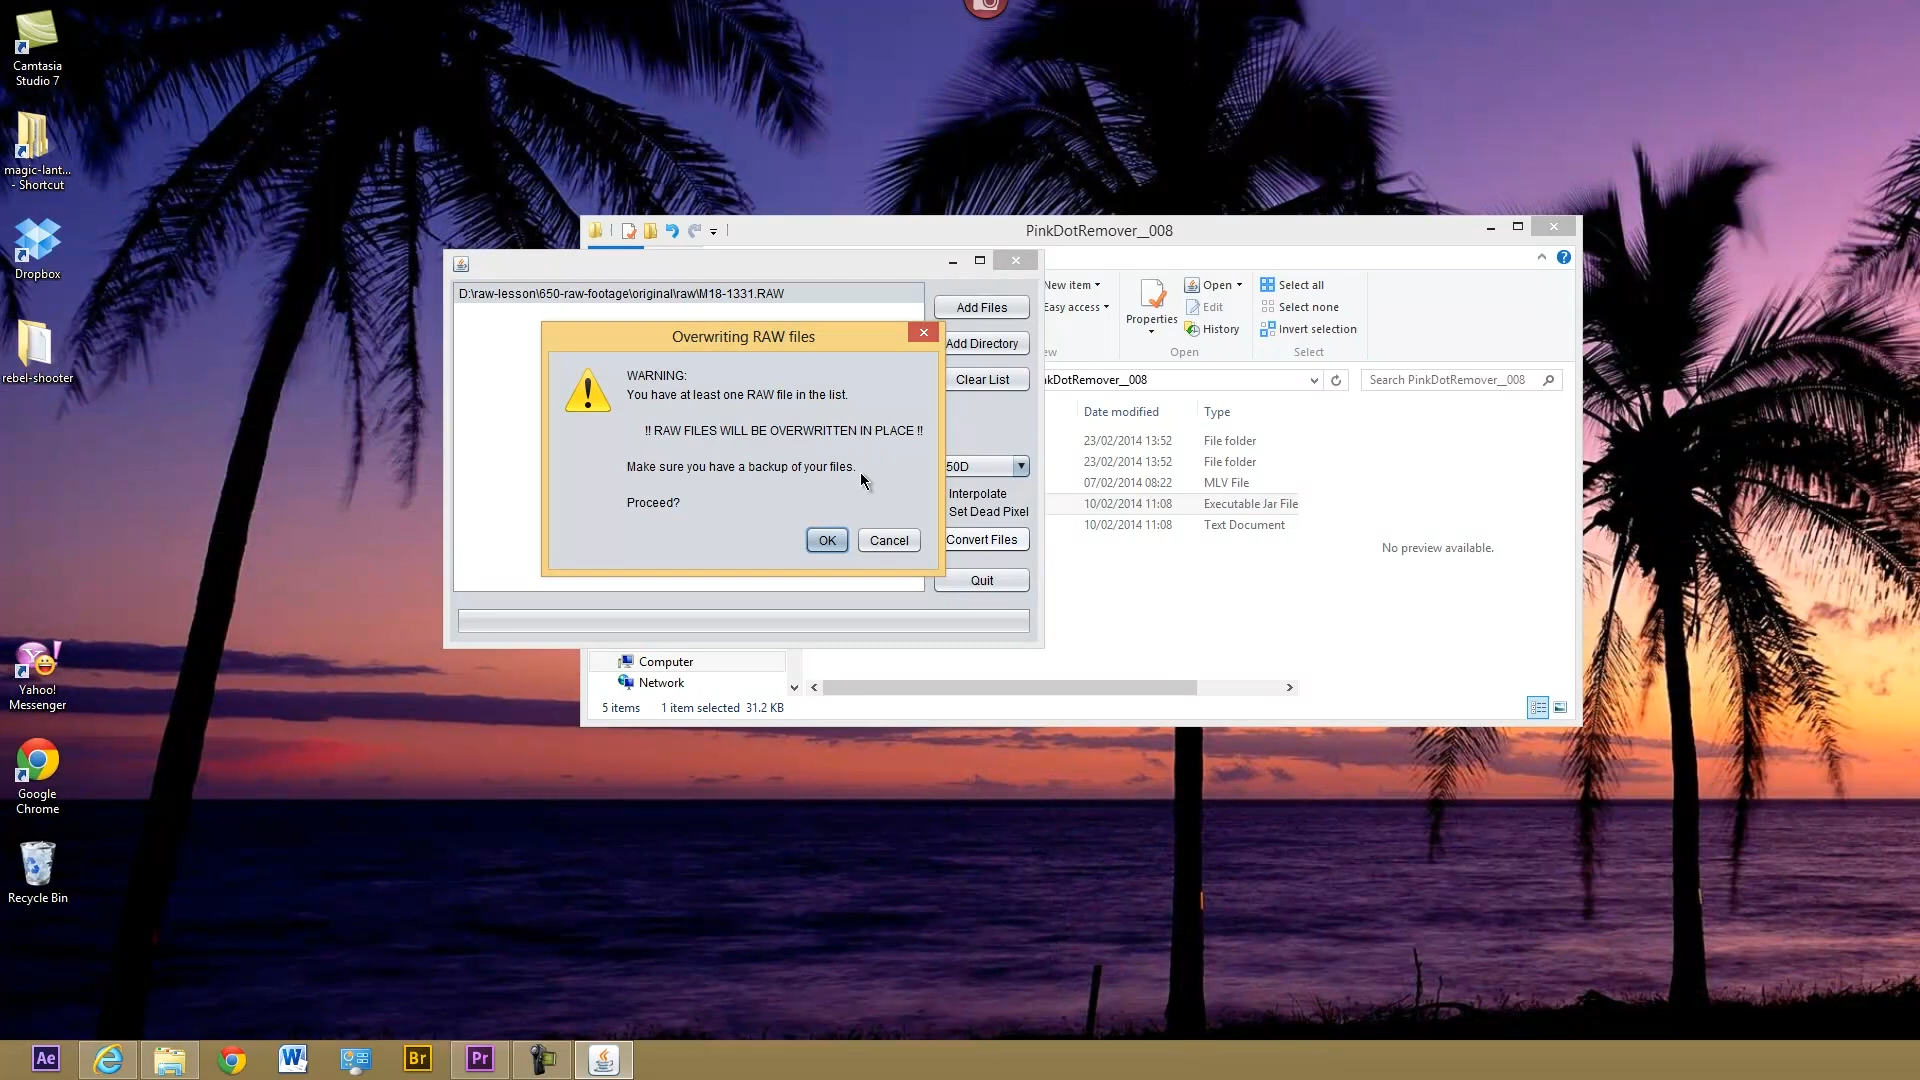 Camtasia
Studio 7
magic-lant...
- Shortcut
Dropbox
rebel-shooter
Yahoo!
Messenger
Google
Chrome
Recycle Bin
PinkDotRemover__008
New item
Easy access
Properties
Open
Edit
History
Open
Select all
Select none
Invert selection
Select
Search PinkDotRemover__008
Date modified
Type
23/02/2014 13:52
File folder
23/02/2014 13:52
File folder
07/02/2014 08:22
MLV File
10/02/2014 11:08
Executable Jar File
10/02/2014 11:08
Text Document
No preview available.
Computer
Network
5 items
1 item selected 31.2 KB
D:\raw-lesson\650-raw-footage\original\raw\M18-1331.RAW
Add Files
Add Directory
Clear List
50D
Interpolate
Set Dead Pixel
Convert Files
Quit
Overwriting RAW files
WARNING:
You have at least one RAW file in the list.
!! RAW FILES WILL BE OVERWRITTEN IN PLACE !!
Make sure you have a backup of your files.
Proceed?
OK
Cancel
Ae
W
Br
Pr